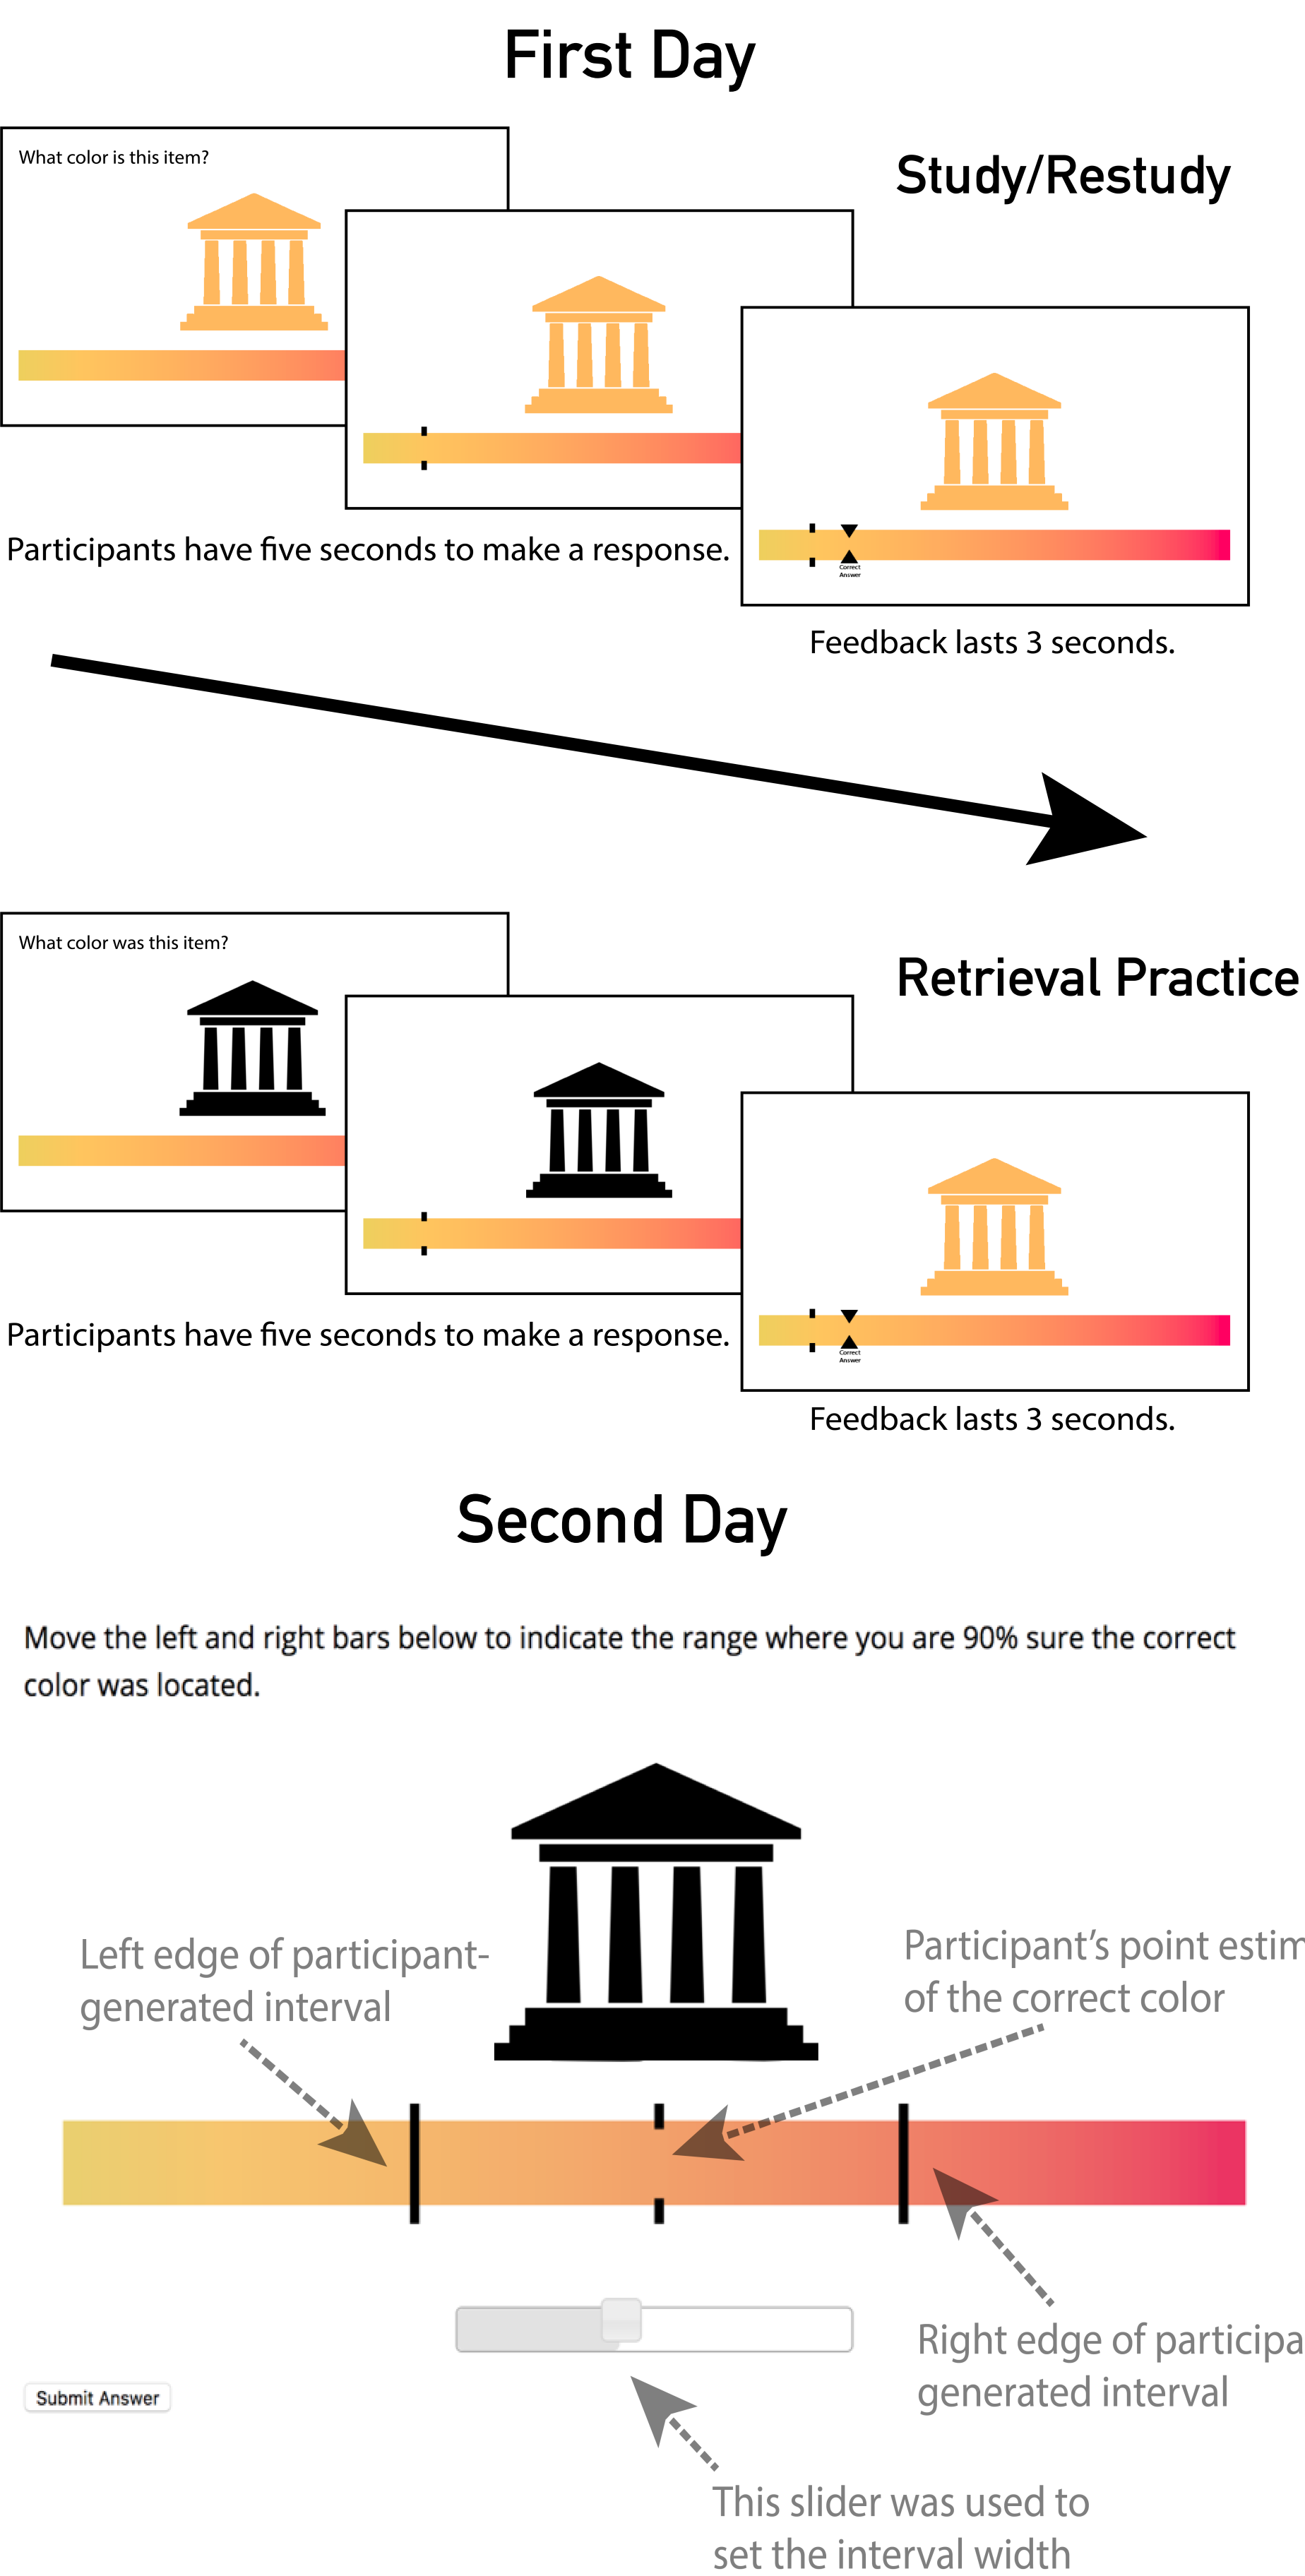 First Day
What color is this item?
Study/Restudy
Correct
Answer
Participants have five seconds to make a response.
Feedback lasts 3 seconds.
What color was this item?
Retrieval Practice
Correct
Answer
Participants have five seconds to make a response.
Feedback lasts 3 seconds.
Second Day
Move the left and right bars below to indicate the range where you are 90% sure the correct
color was located.
Left edge of participant-
generated interval
Participant’s point estim
of the correct color
Right edge of participa
generated interval
Submit Answer
This slider was used to
set the interval width